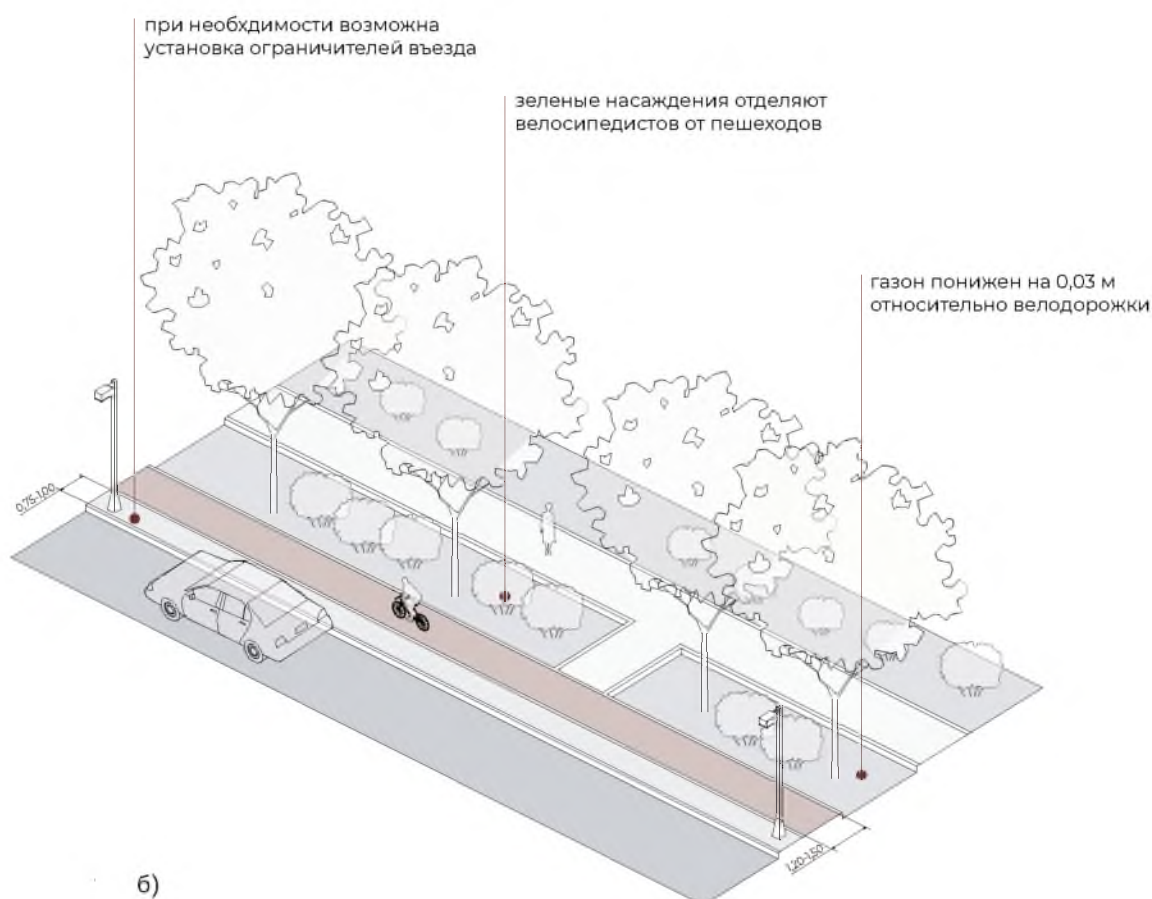 при необхдимости возможна
установка ограничителей въезда
зеленые насаждения отделяют
велосипедистов от пешеходов
газон понижен на 0,03 м
относительно велодорожки
0,75-1,00
1,20-1,50
б)